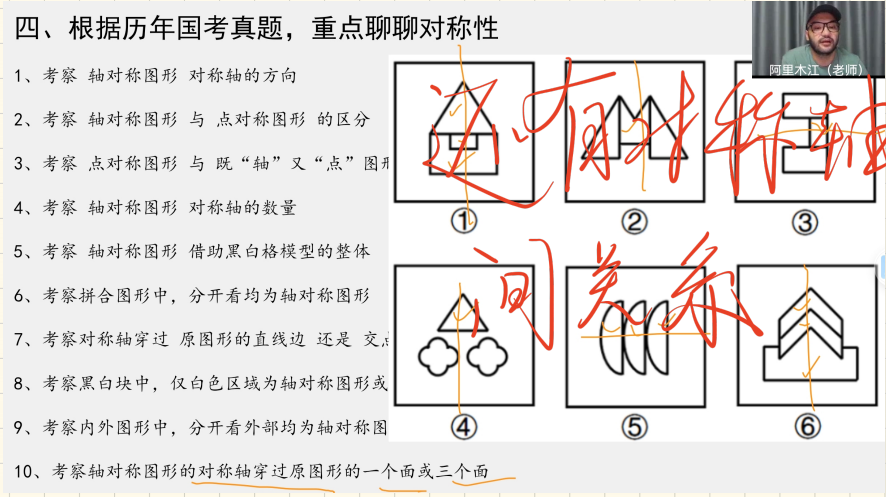 四、根据历年国考真题，重点聊聊对称性
阿里木江（老师）
1、考察 轴对称图形 对称轴的方向
2、考察 轴对称图形 与 点对称图形 的区分
3、考察 点对称图形 与 既“轴”又“点”图
4、考察 轴对称图形 对称轴的数量
5、考察 轴对称图形 借助黑白格模型的整体
6、考察拼合图形中，分开看均为轴对称图形
7、考察对称轴穿过 原图形的直线边 还是 交
8、考察黑白块中，仅白色区域为轴对称图形或
9、考察内外图形中，分开看外部均为轴对称图
10、考察轴对称图形的对称轴穿过原图形的一个面或三个面
① ② ③
④ ⑤ ⑥
有对称轴
间关系